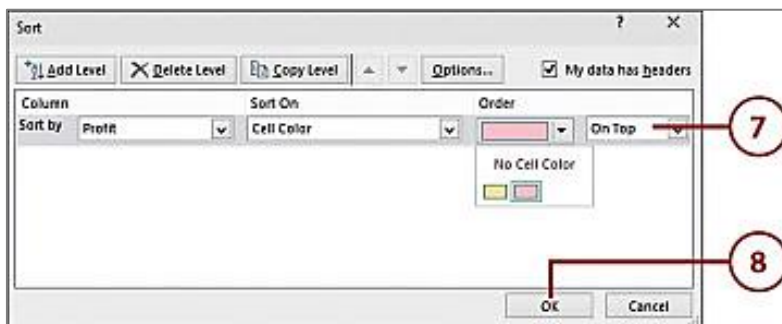 Sort ? ×
Add Level Delete Level Copy Level Options... My data has headers
Column Sort On Order
Sort by Profit Cell Color On Top 7
No Cell Color
8
OK Cancel